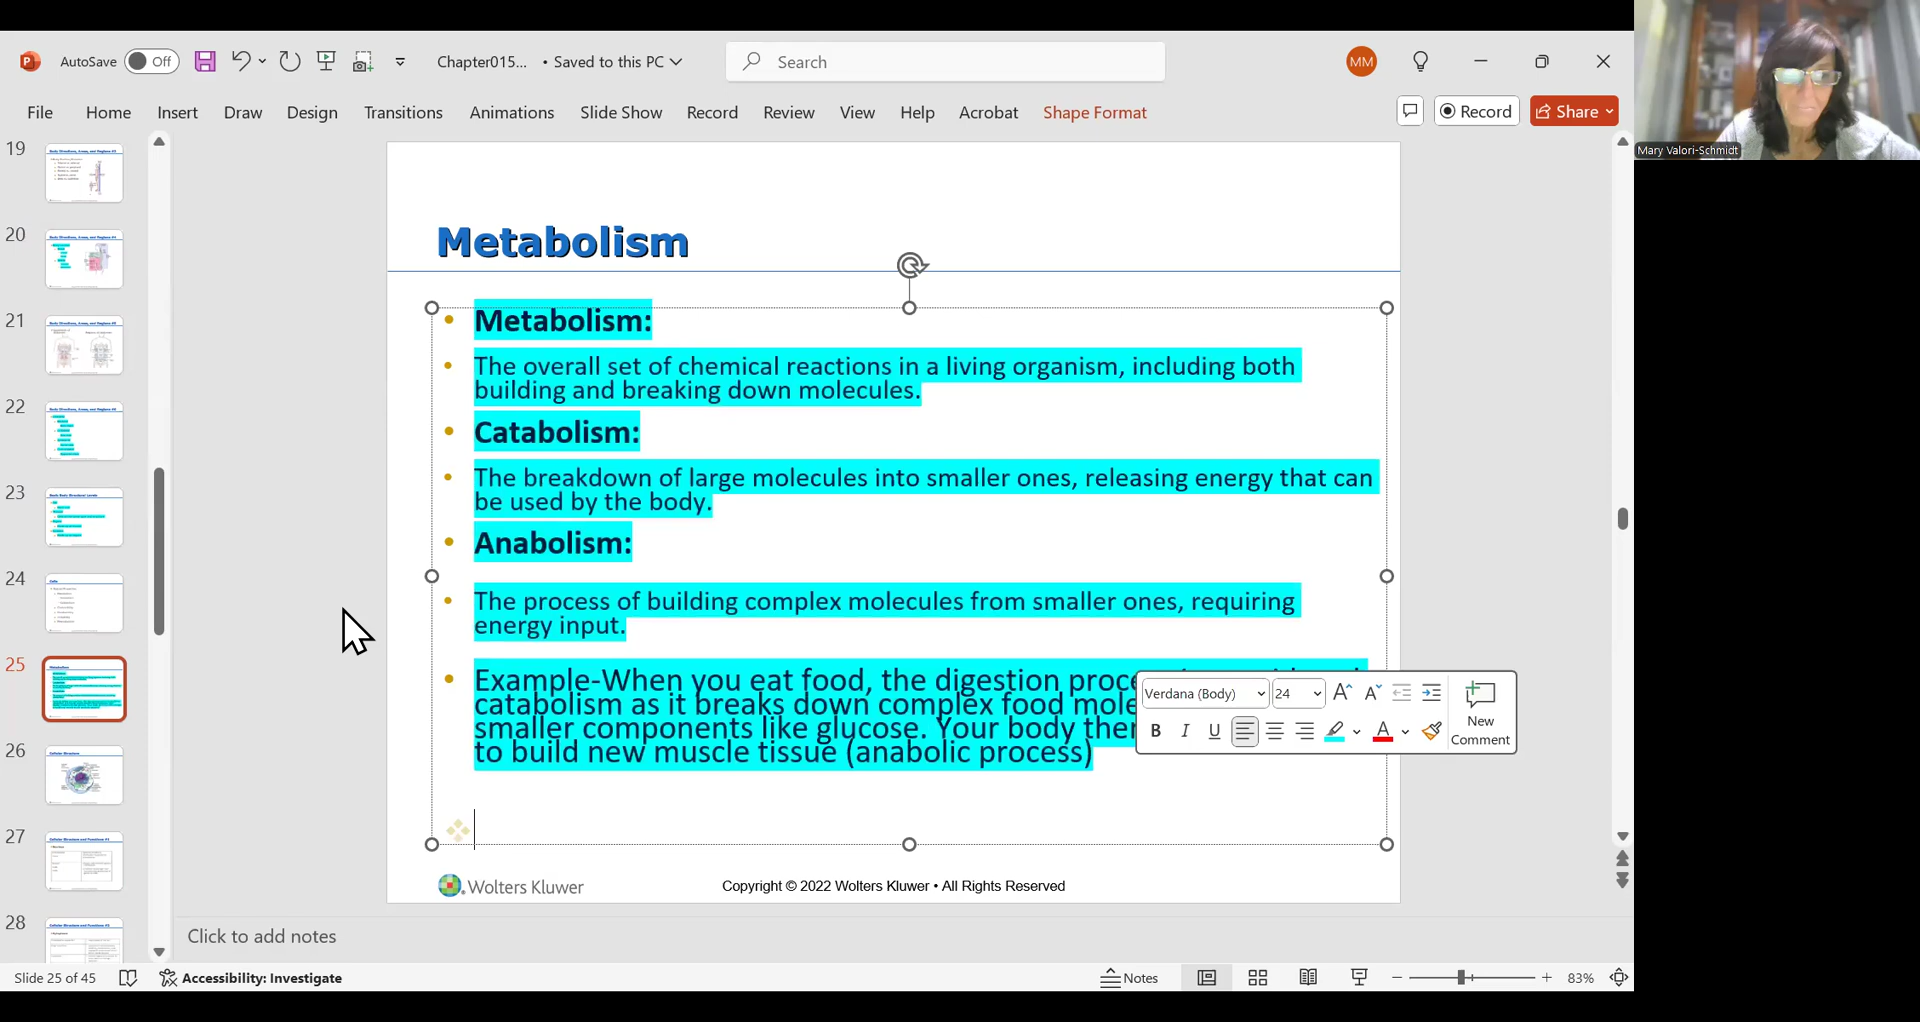 AutoSave Off Chapter015... • Saved to this PC Search MM
File Home Insert Draw Design Transitions Animations Slide Show Record Review View Help Acrobat Shape Format Record Share
Mary Valori-Schmidt
19
20
21
22
23
24
25
26
27
28
Metabolism
Metabolism:
The overall set of chemical reactions in a living organism, including both
building and breaking down molecules.
Catabolism:
The breakdown of large molecules into smaller ones, releasing energy that can
be used by the body.
Anabolism:
The process of building complex molecules from smaller ones, requiring
energy input.
Example-When you eat food, the digestion
catabolism as it breaks down complex food
smaller components like glucose. Your body
to build new muscle tissue (anabolic process)
Verdana (Body) 24
B I U
New
Comment
Wolters Kluwer
Copyright © 2022 Wolters Kluwer • All Rights Reserved
Click to add notes
Slide 25 of 45 Accessibility: Investigate Notes 83%